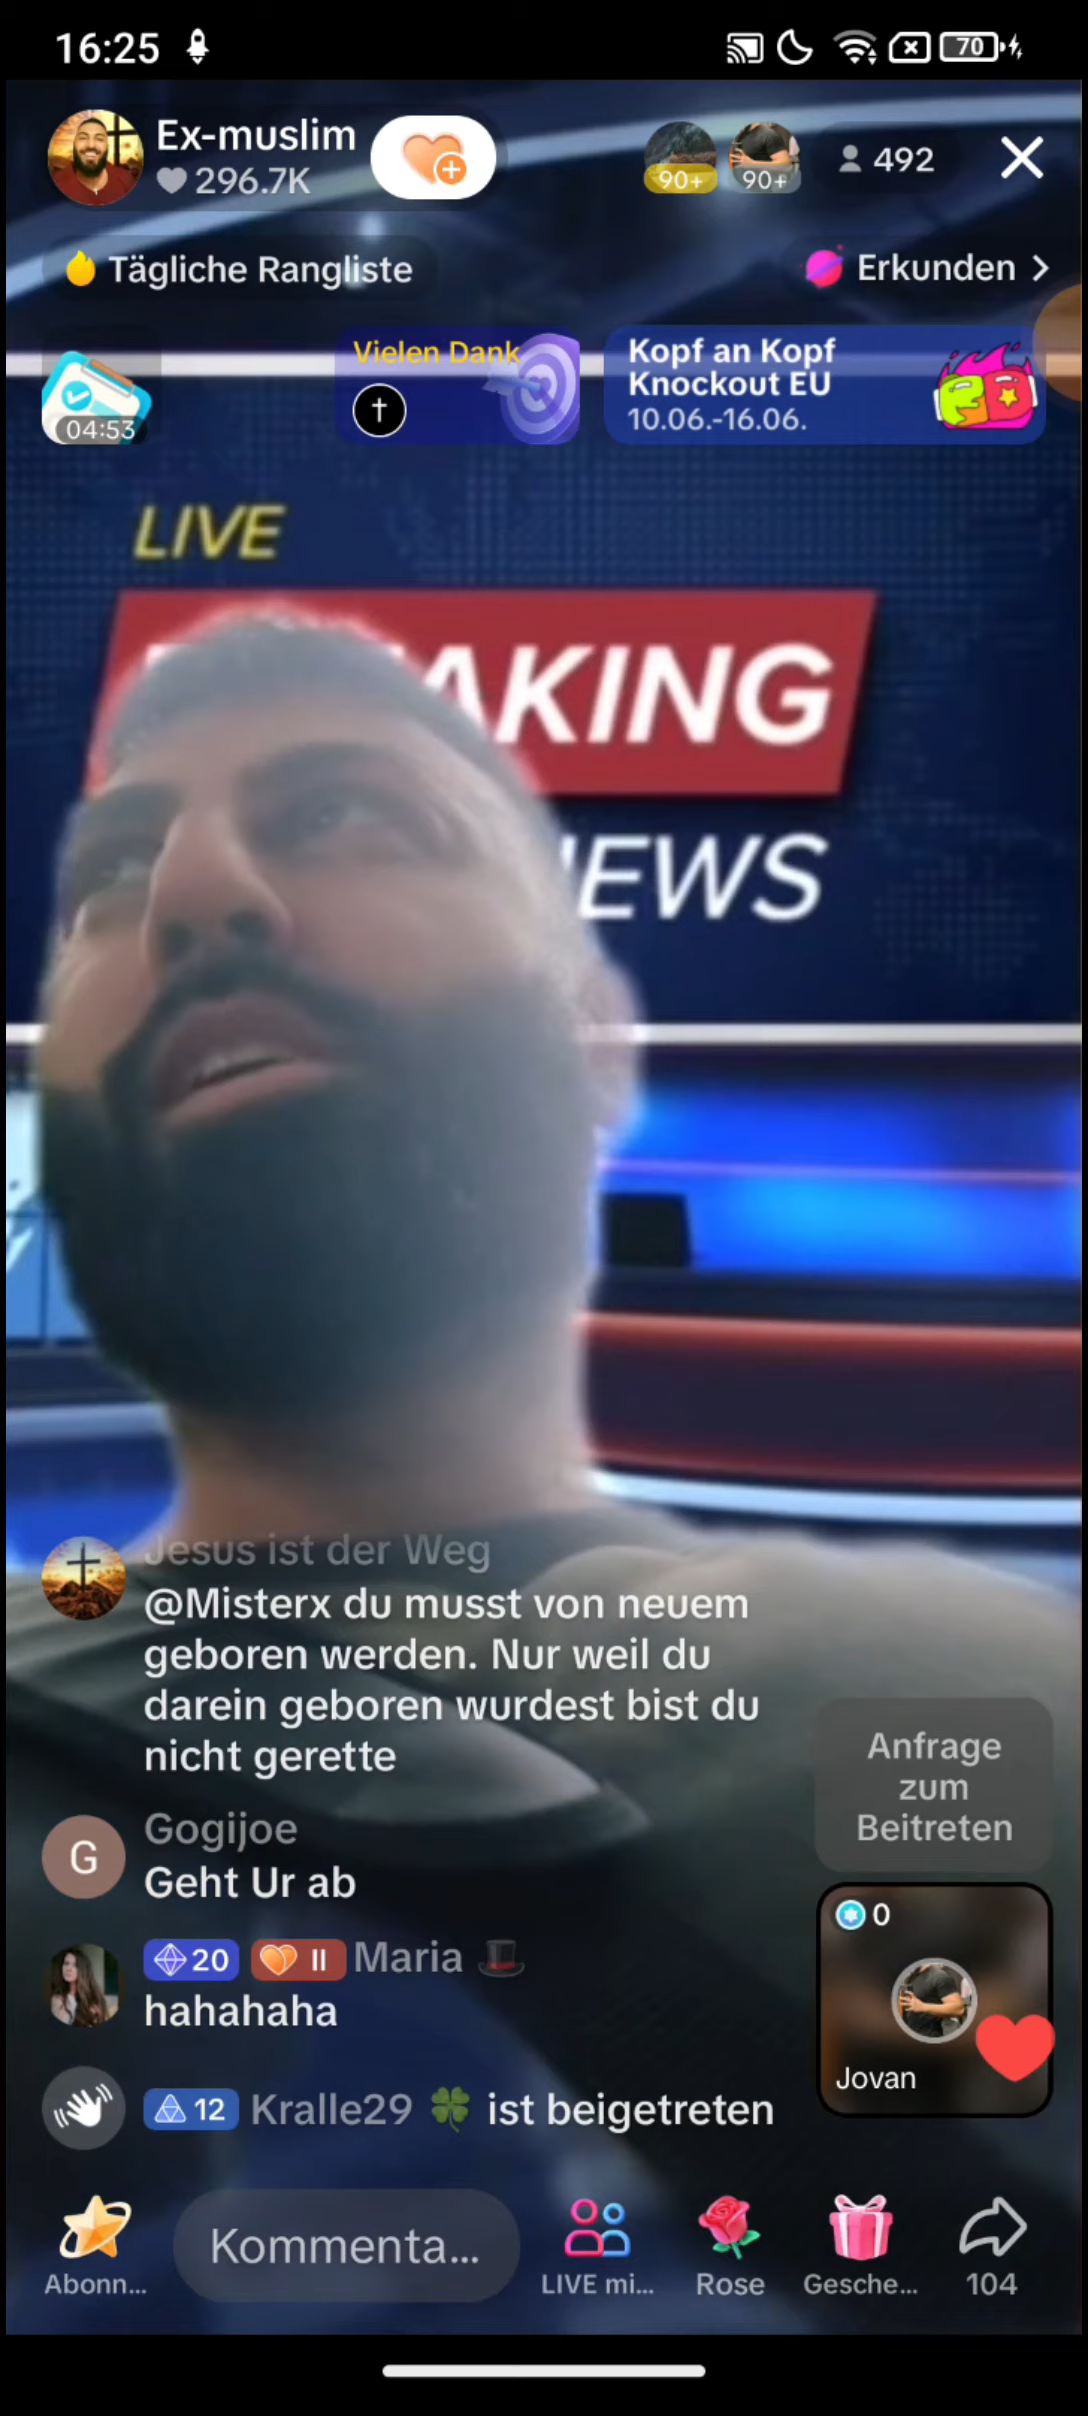 16:25
70
Ex-muslim
296.7K
90+
90+
492
Tägliche Rangliste
Erkunden
04:53
Vielen Dank
Kopf an Kopf
Knockout EU
10.06.-16.06.
LIVE
AKING
EWS
Jesus ist der Weg
@Misterx du musst von neuem
geboren werden. Nur weil du
darein geboren wurdest bist du
nicht gerette
Anfrage
zum
Beitreten
G
Gogijoe
Geht Ur ab
20 II Maria
hahahaha
0
Jovan
12 Kralle29 ist beigetreten
Kommenta...
Abonn...
LIVE mi...
Rose
Gesche...
104